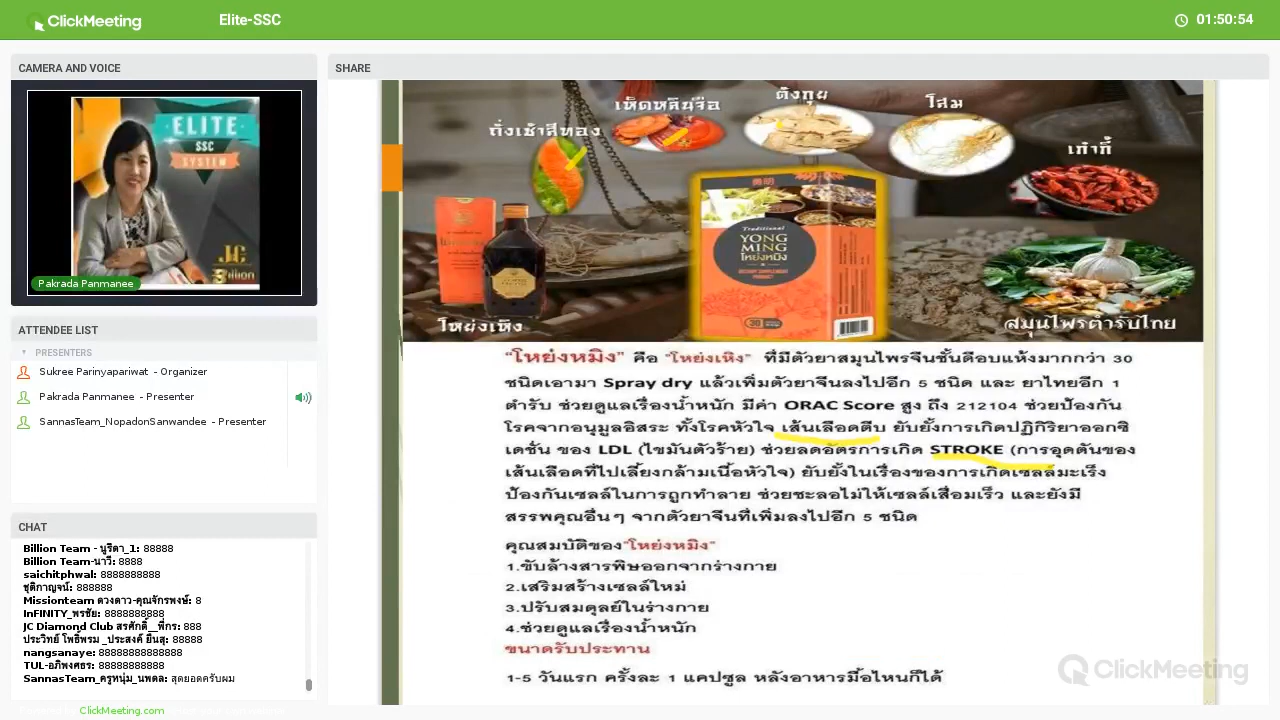 ClickMeeting
Elite-SSC
01:50:54
CAMERA AND VOICE
ELITE
SSC
SYSTEM
JC
Billion
Pakrada Panmanee
ATTENDEE LIST
PRESENTERS
Sukree Parinyapariwat - Organizer
Pakrada Panmanee - Presenter
SannasTeam_NopadonSanwandee - Presenter
CHAT
Billion Team - นูริดา_1: 88888
Billion Team-นาวี: 8888
saichitphwal: 8888888888
ชุติกาญจน์: 888888
Missionteam ดวงดาว-คุณจักรพงษ์: 8
InFINITY_พรชัย: 8888888888
JC Diamond Club สรศักดิ์__พี่กร: 888
ประวิทย์ โพธิ์พรม _ประสงค์ ยืนสุ: 88888
nangsanaye: 88888888888888
TUL-อภิพงศธร: 88888888888
SannasTeam_ครูหนุ่ม_นพดล: สุดยอดครับผม
ClickMeeting.com
SHARE
ถั่งเช้าสีทอง
เห็ดหลินจือ
ตังกุย
โสม
เก๋ากี้
Traditional
YONG
MING
โหย่งหมิง
DIETARY SUPPLEMENT
PRODUCT
30
โหย่งเหิง
สมุนไพรตำรับไทย
"โหย่งหมิง" คือ "โหย่งเหิง" ที่มีตัวยาสมุนไพรจีนชั้นดีอบแห้งมากกว่า 30
ชนิดเอามา Spray dry แล้วเพิ่มตัวยาจีนลงไปอีก 5 ชนิด และ ยาไทยอีก 1
ตำรับ ช่วยดูแลเรื่องน้ำหนัก มีค่า ORAC Score สูง ถึง 212104 ช่วยป้องกัน
โรคจากอนุมูลอิสระ ทั้งโรคหัวใจ เส้นเลือดตีบ ยับยั้งการเกิดปฏิกิริยาออกซิ
เดชั่น ของ LDL (ไขมันตัวร้าย) ช่วยลดอัตรการเกิด STROKE (การอุดตันของ
เส้นเลือดที่ไปเลี้ยงกล้ามเนื้อหัวใจ) ยับยั้งในเรื่องของการเกิดเซลล์มะเร็ง
ป้องกันเซลล์ในการถูกทำลาย ช่วยชะลอไม่ให้เซลล์เสื่อมเร็ว และยังมี
สรรพคุณอื่นๆ จากตัวยาจีนที่เพิ่มลงไปอีก 5 ชนิด
คุณสมบัติของ"โหย่งหมิง"
1.ขับล้างสารพิษออกจากร่างกาย
2.เสริมสร้างเซลล์ใหม่
3.ปรับสมดุลย์ในร่างกาย
4.ช่วยดูแลเรื่องน้ำหนัก
ขนาดรับประทาน
1-5 วันแรก ครั้งละ 1 แคปซูล หลังอาหารมื้อไหนก็ได้
ClickMeeting